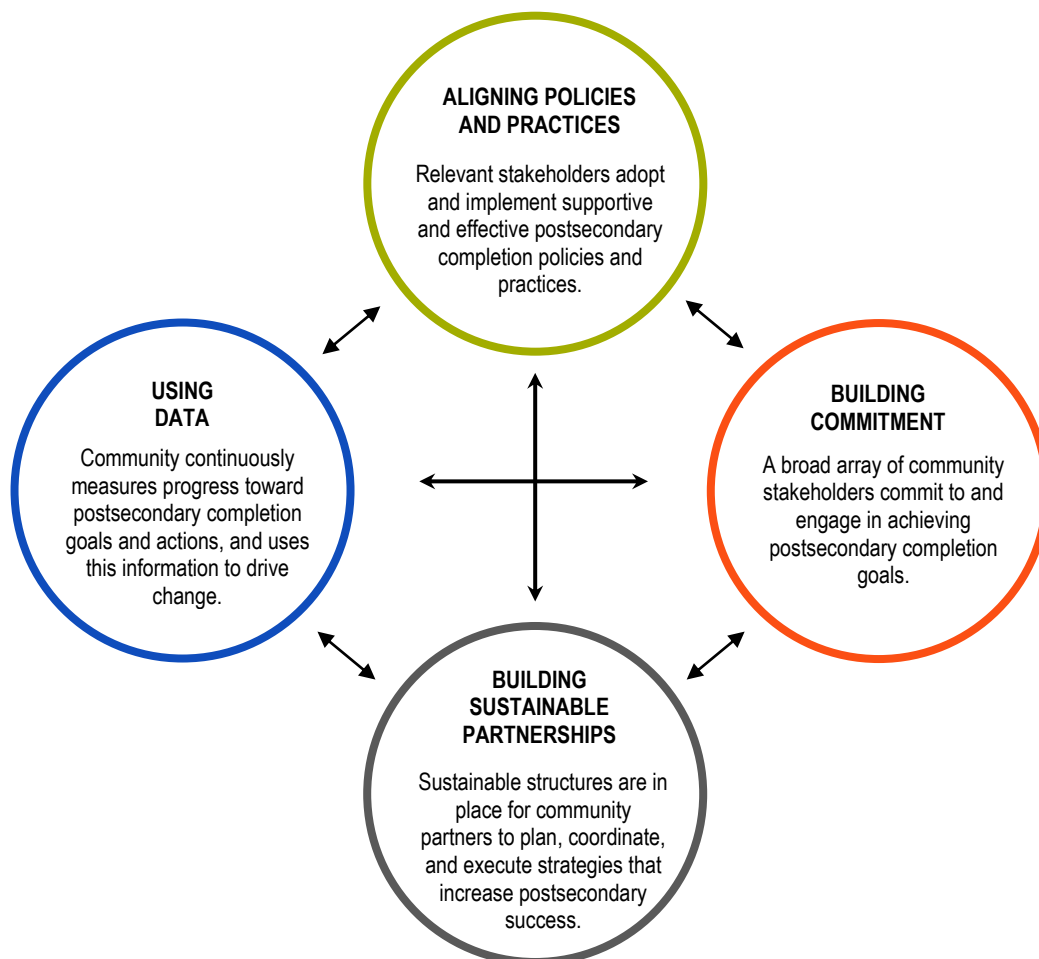 ALIGNING POLICIES
AND PRACTICES
Relevant stakeholders adopt
and implement supportive
and effective postsecondary
completion policies and
practices.
USING
DATA
Community continuously
measures progress toward
postsecondary completion
goals and actions, and uses
this information to drive
change.
BUILDING
COMMITMENT
A broad array of community
stakeholders commit to and
engage in achieving
postsecondary completion
goals.
BUILDING
SUSTAINABLE
PARTNERSHIPS
Sustainable structures are in
place for community
partners to plan, coordinate,
and execute strategies that
increase postsecondary
success.